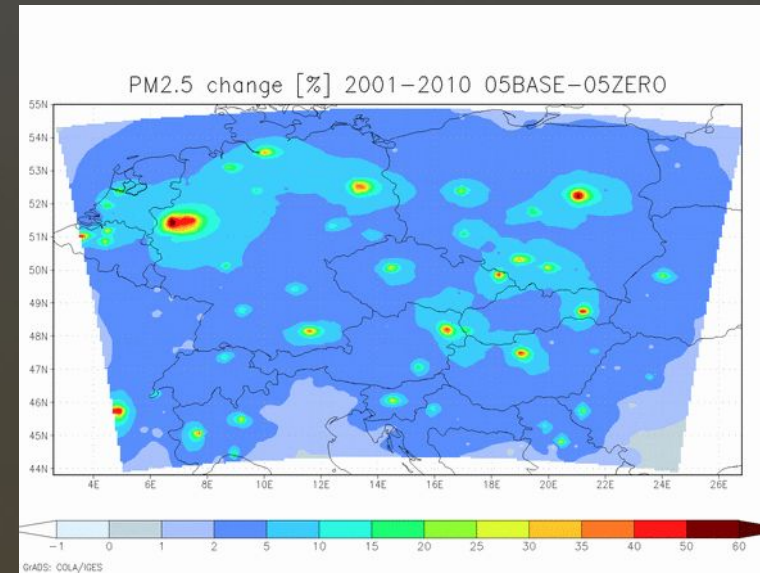 PM2.5 change [%] 2001-2010 05BASE-05ZERO
55N
54N
53N
52N
51N
50N
49N
48N
47N
46N
45N
44N
4E 6E 8E 10E 12E 14E 16E 18E 20E 22E 24E 26E
-1 0 1 2 5 10 15 20 25 30 35 40 50 60
GrADS: COLA/IGES